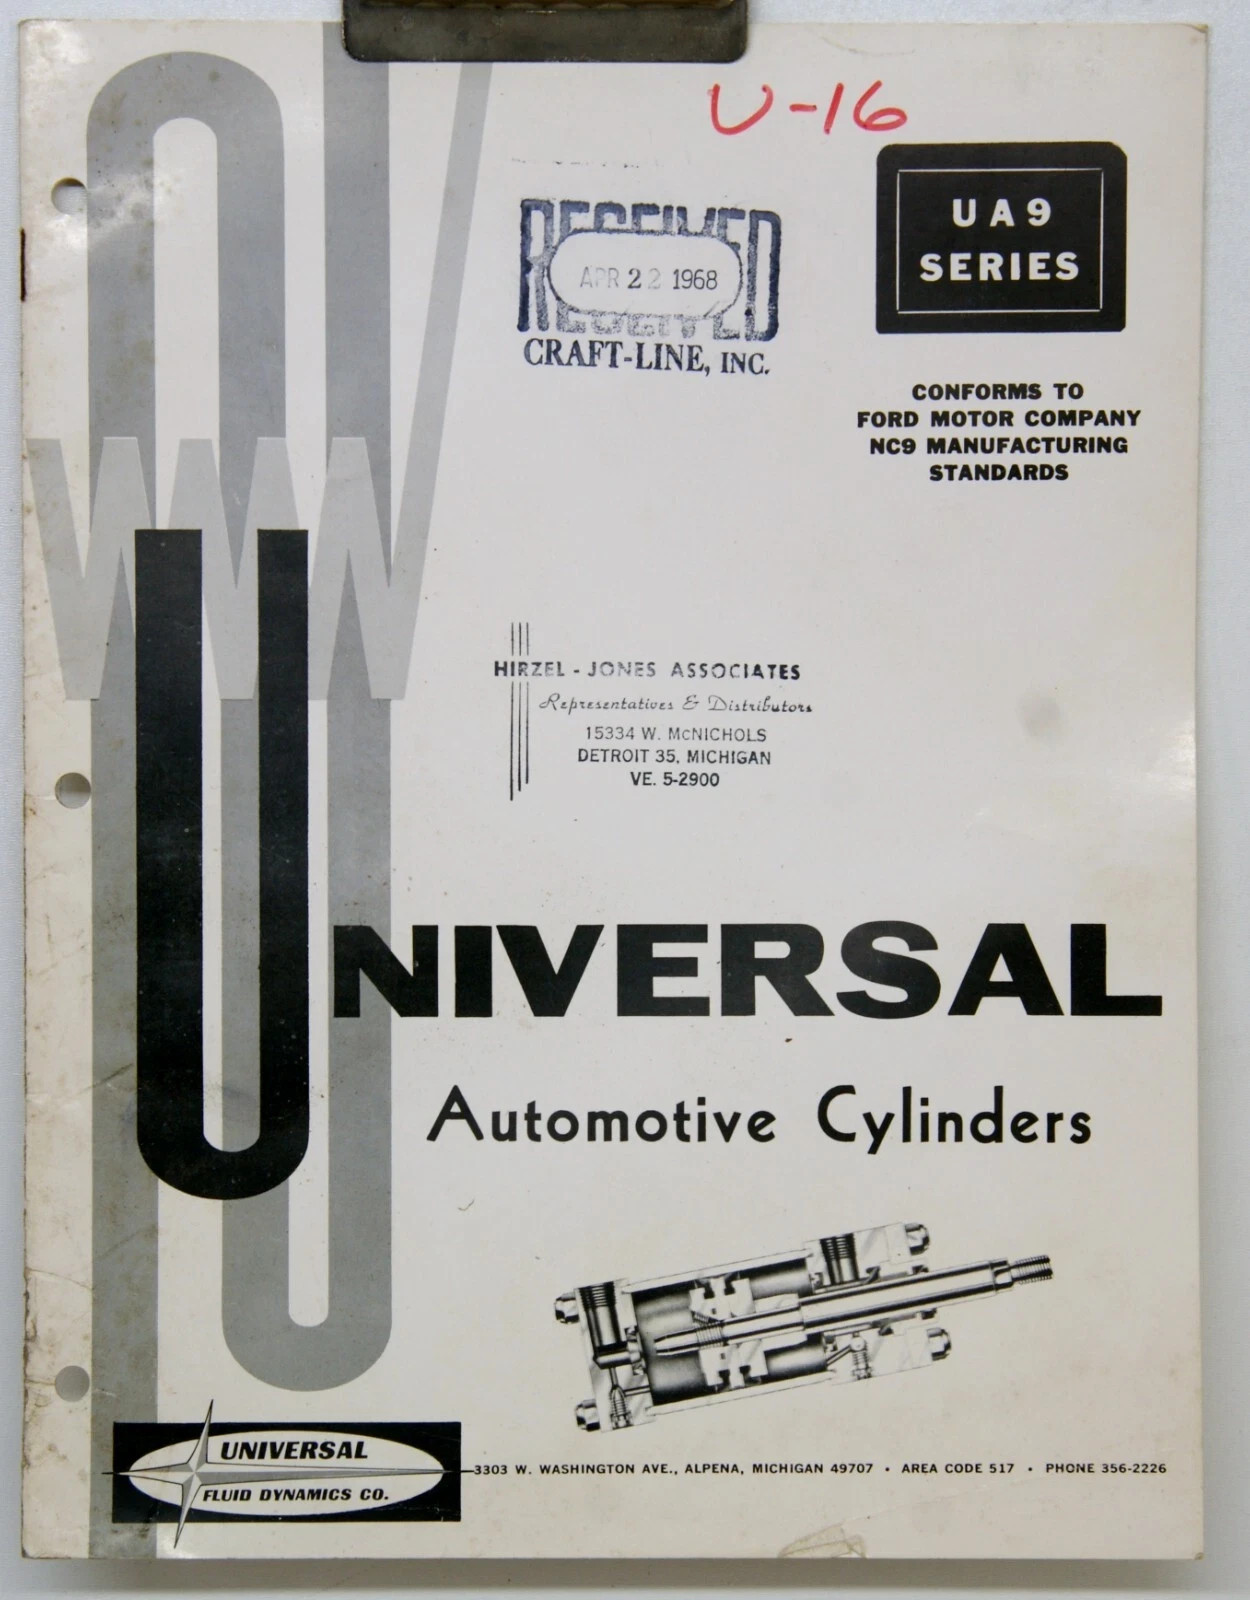 U-16
UA9
SERIES
RECEIVED
APR 22 1968
RECEIVED
CRAFT-LINE, INC.
CONFORMS TO
FORD MOTOR COMPANY
NC9 MANUFACTURING
STANDARDS
HIRZEL - JONES ASSOCIATES
Representatives & Distributors
15334 W. McNICHOLS
DETROIT 35, MICHIGAN
VE. 5-2900
UNIVERSAL
Automotive Cylinders
UNIVERSAL
FLUID DYNAMICS CO.
3303 W. WASHINGTON AVE., ALPENA, MICHIGAN 49707 • AREA CODE 517 • PHONE 356-2226